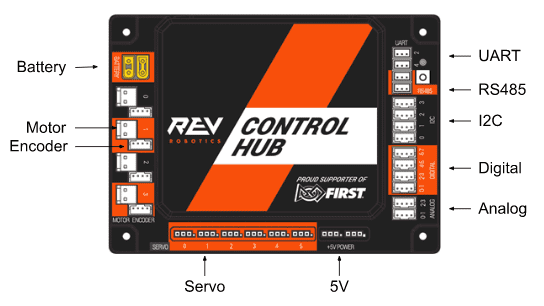 UART
BATTERY
Battery
RS485
RS485
3
0
2
I2C
I2C
1
1
Motor
REV
CONTROL
0
ROBOTICS
HUB
Encoder
6-7
2
4-5
Digital
DIGITAL
2-3
PROUD SUPPORTER OF
0-1
FIRST
3
2-3
Analog
ANALOG
0-1
MOTOR ENCODER
SERVO
0 1 2 3 4 5
+5V POWER
Servo
5V
UART